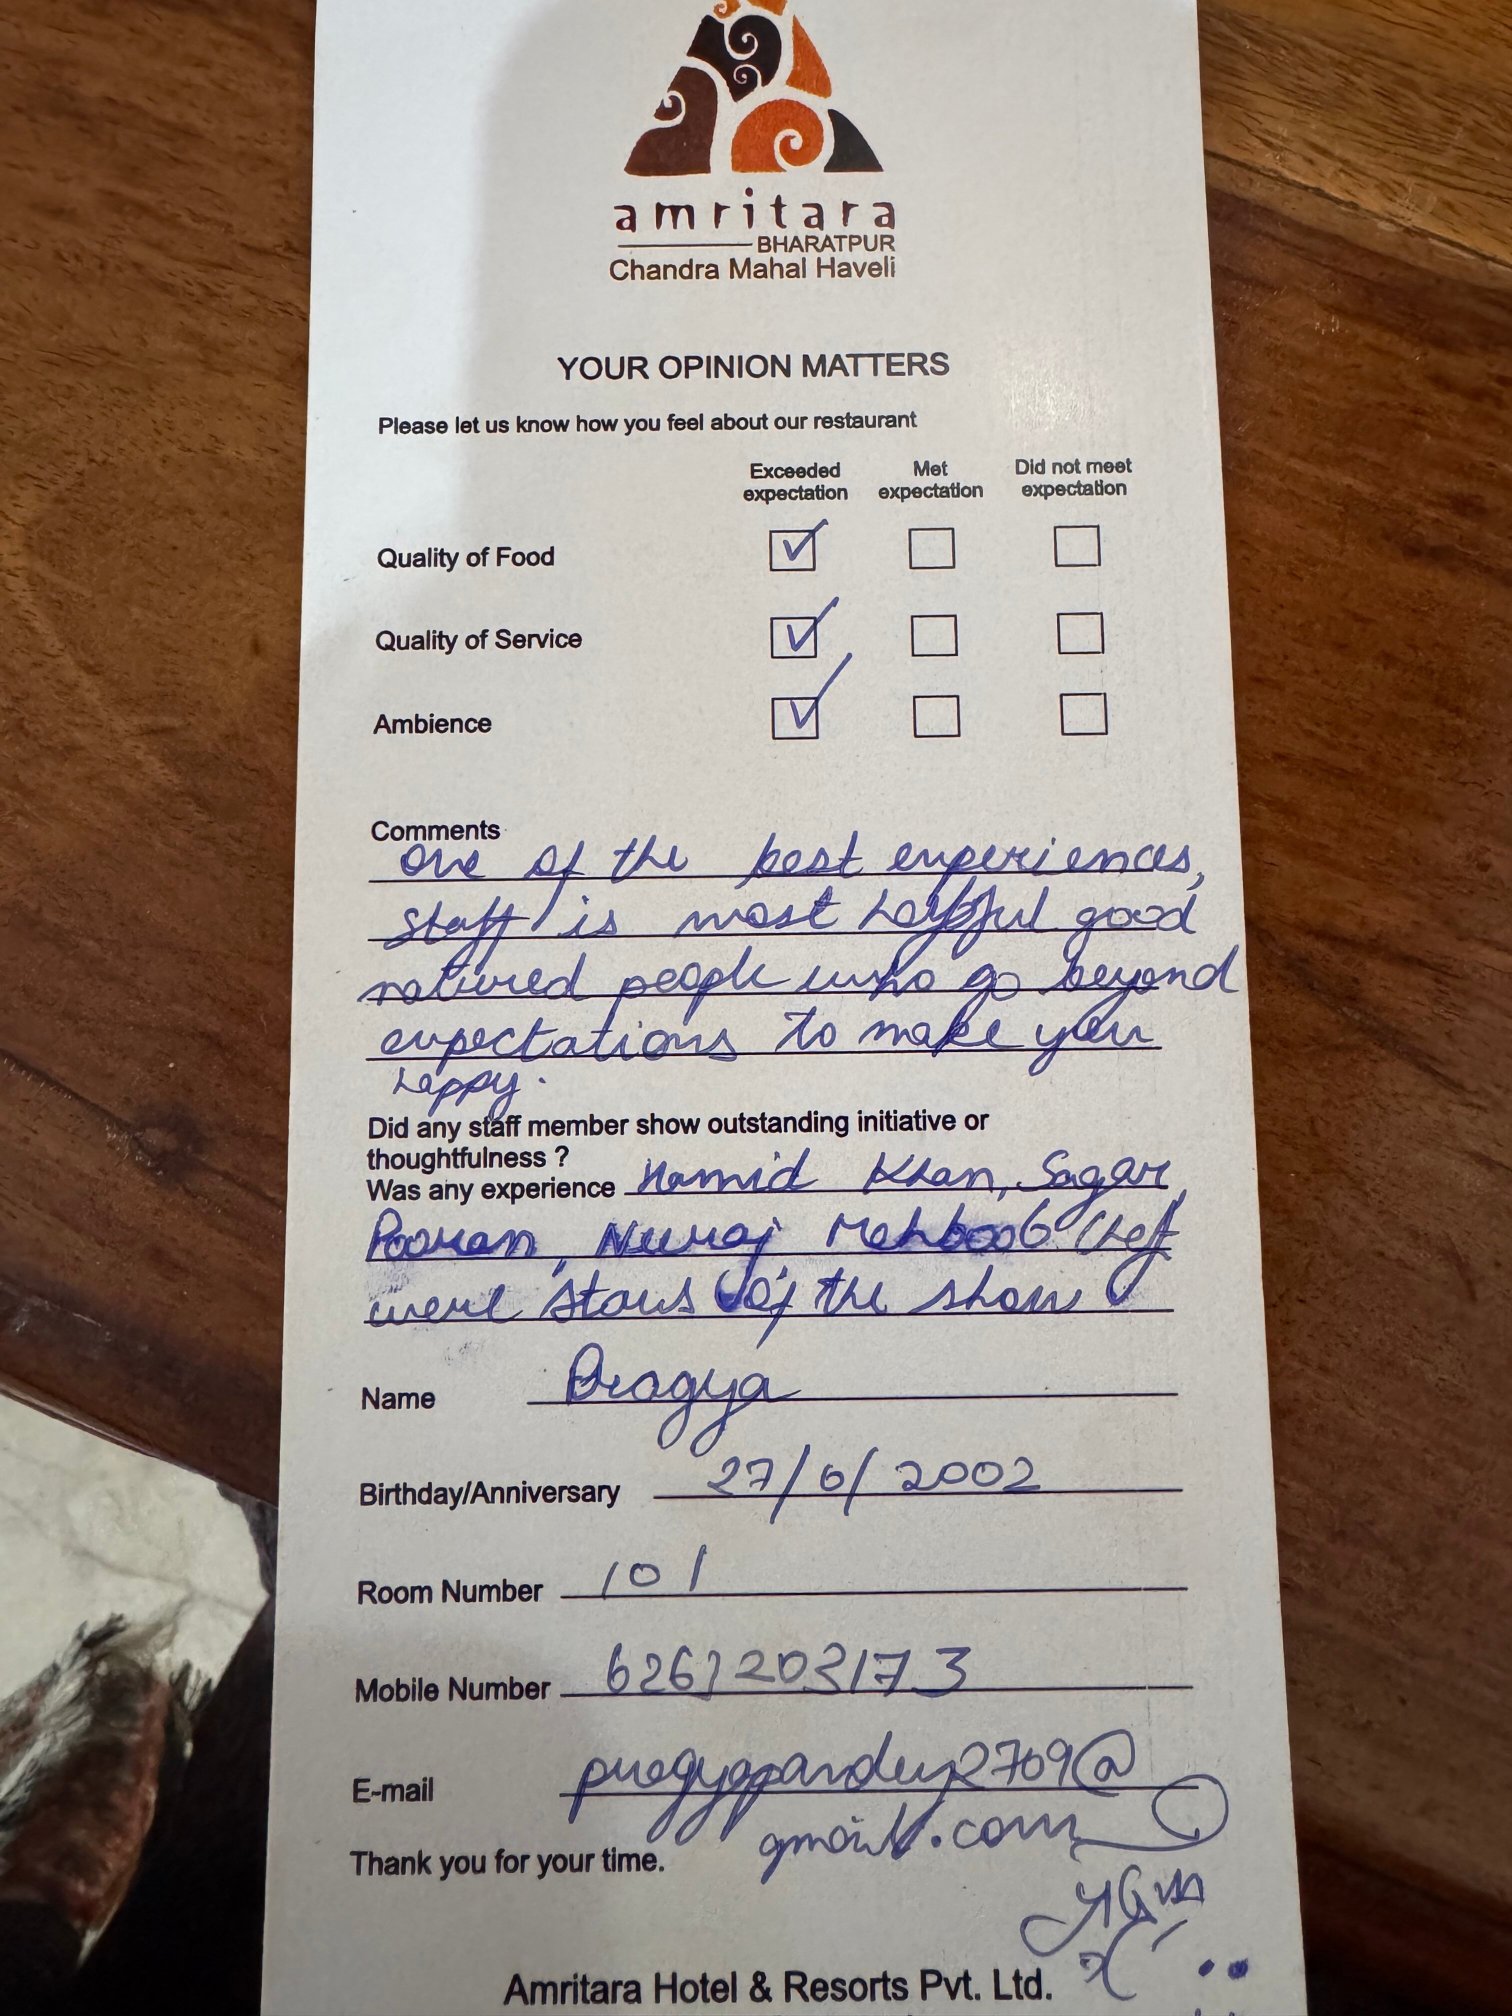 amritara
BHARATPUR
Chandra Mahal Haveli
YOUR OPINION MATTERS
Please let us know how you feel about our restaurant
Exceeded expectation Met expectation Did not meet expectation
Quality of Food
Quality of Service
Ambience
Comments
One of the best experiences,
staff is most helpful good
natured people who go beyond
expectations to make you
happy.
Did any staff member show outstanding initiative or
thoughtfulness ?
Was any experience Hamid Khan, Sagar,
Pooran, Neeraj Mehboob Chef
were stars of the show
Name Pragya
Birthday/Anniversary 27/6/2002
Room Number 101
Mobile Number 6261203173
E-mail pragyapandey2769@
gmail.com
Thank you for your time.
Amritara Hotel & Resorts Pvt. Ltd.